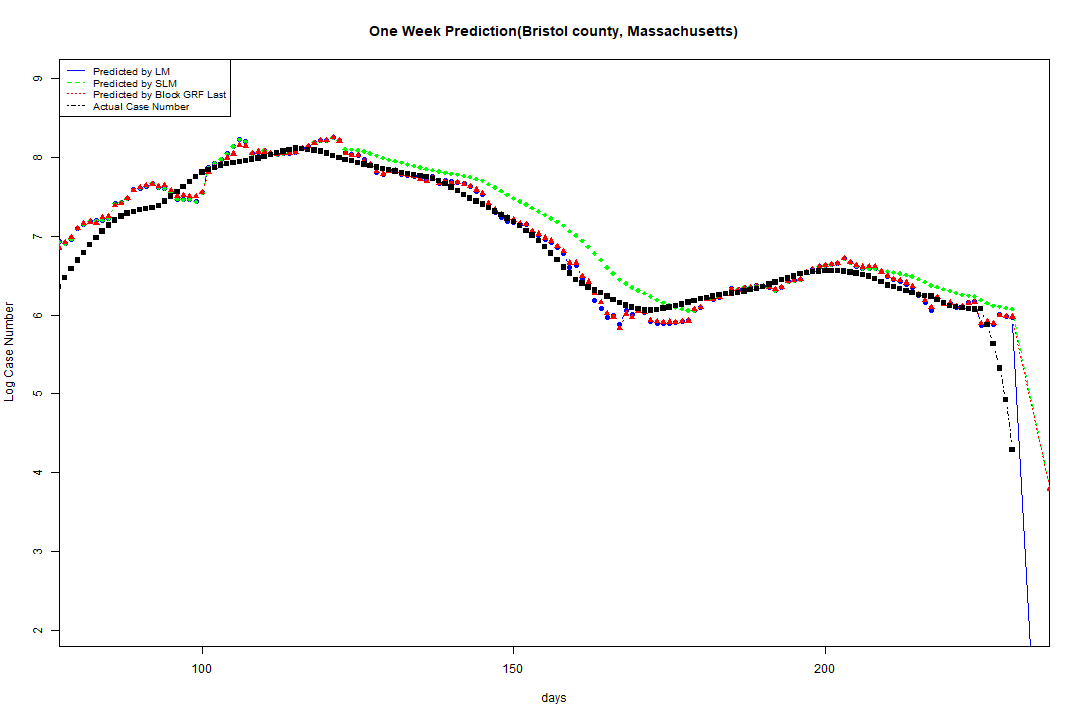 One Week Prediction(Bristol county, Massachusetts)
Predicted by LM
Predicted by SLM
Predicted by Block GRF Last
Actual Case Number
9
8
7
6
5
4
3
2
Log Case Number
100 150 200
days